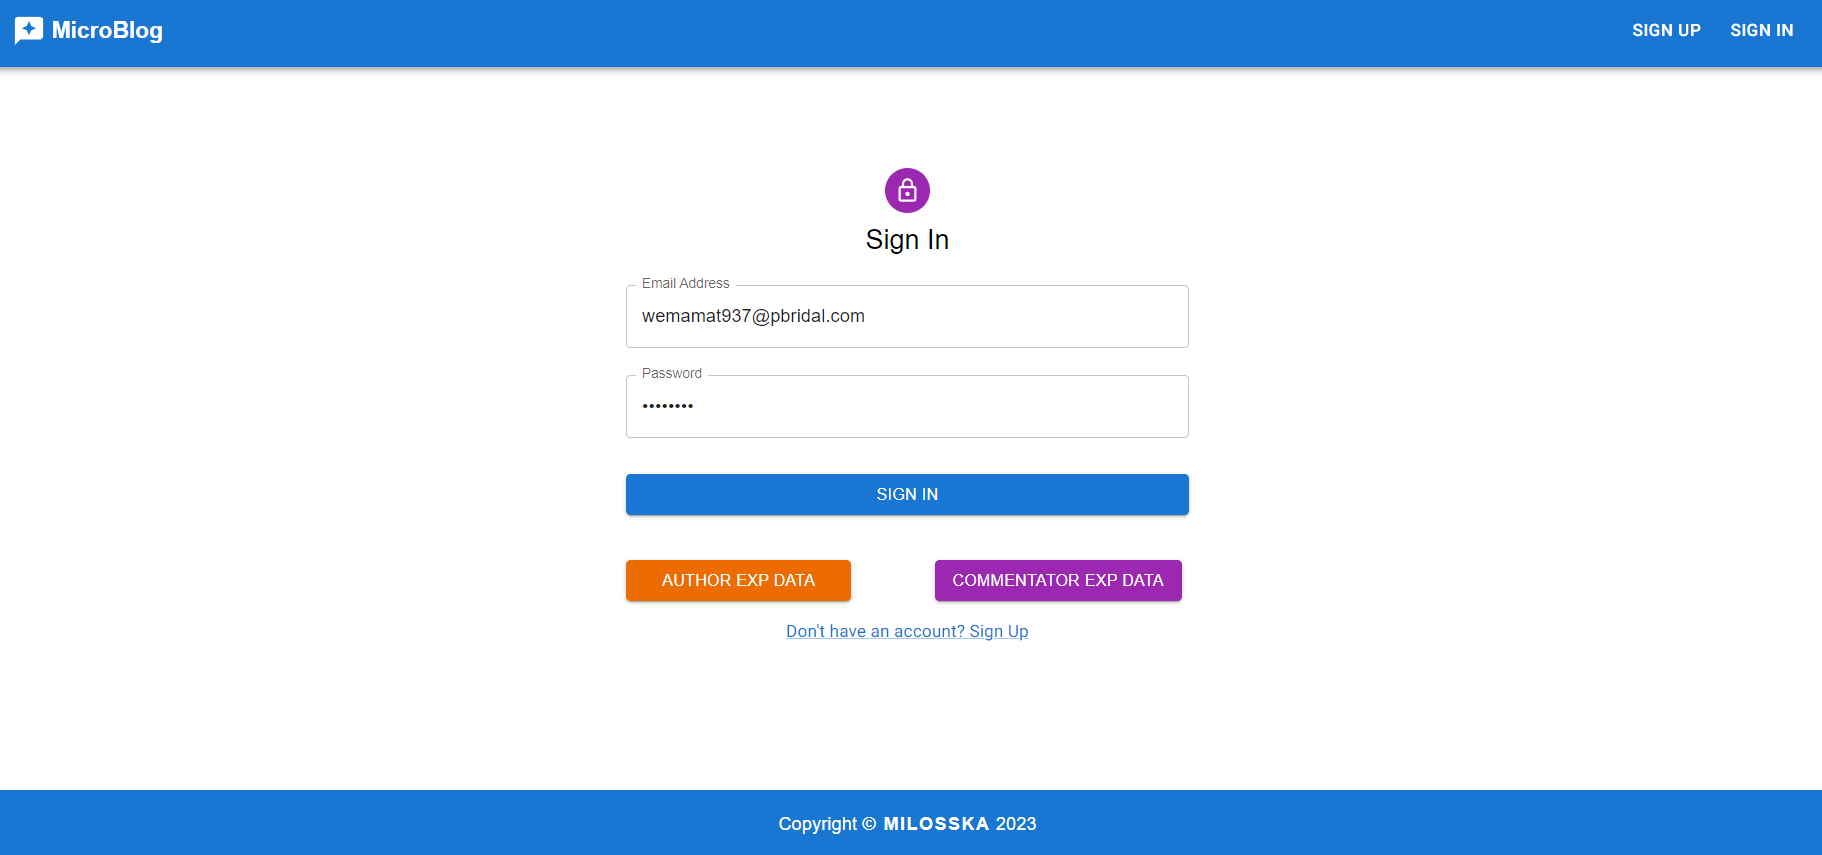 MicroBlog
SIGN UP SIGN IN
Sign In
Email Address
wemamat937@pbridal.com
Password
••••••••
SIGN IN
AUTHOR EXP DATA COMMENTATOR EXP DATA
Don't have an account? Sign Up
Copyright © MILOSSKA 2023